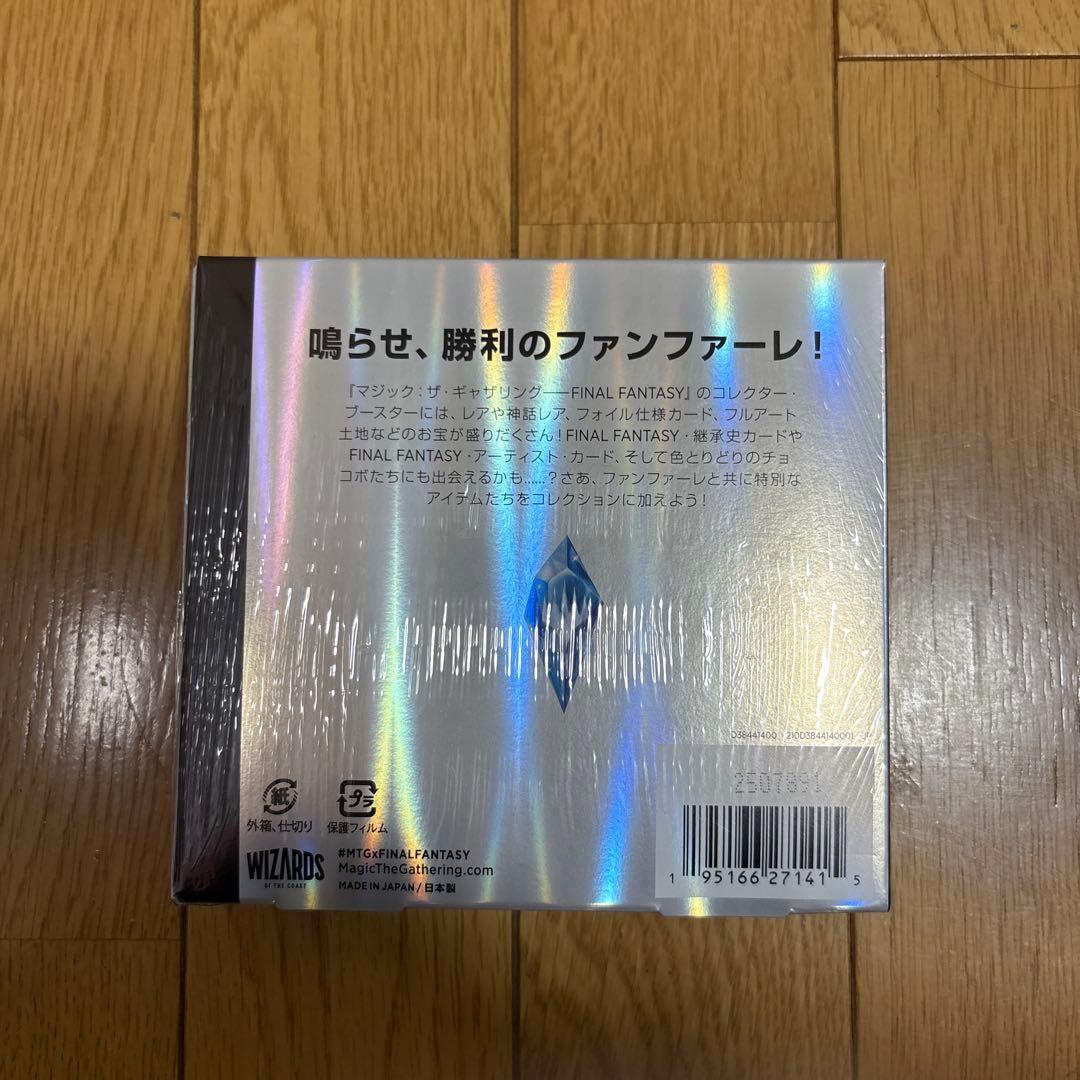 鳴らせ、勝利のファンファーレ！
『マジック：ザ・ギャザリング——FINAL FANTASY』のコレクター・
ブースターには、レアや神話レア、フォイル仕様カード、フルアート
土地などのお宝が盛りだくさん！FINAL FANTASY・継承史カードや
FINAL FANTASY・アーティスト・カード、そして色とりどりのチョ
コボたちにも出会えるかも……？さあ、ファンファーレと共に特別な
アイテムたちをコレクションに加えよう！
D38441400 210D3844140001 JP
2507891
紙
外箱、仕切り
プラ
保護フィルム
WIZARDS
OF THE COAST
#MTGxFINALFANTASY
MagicTheGathering.com
MADE IN JAPAN / 日本製
1 95166 27141 5